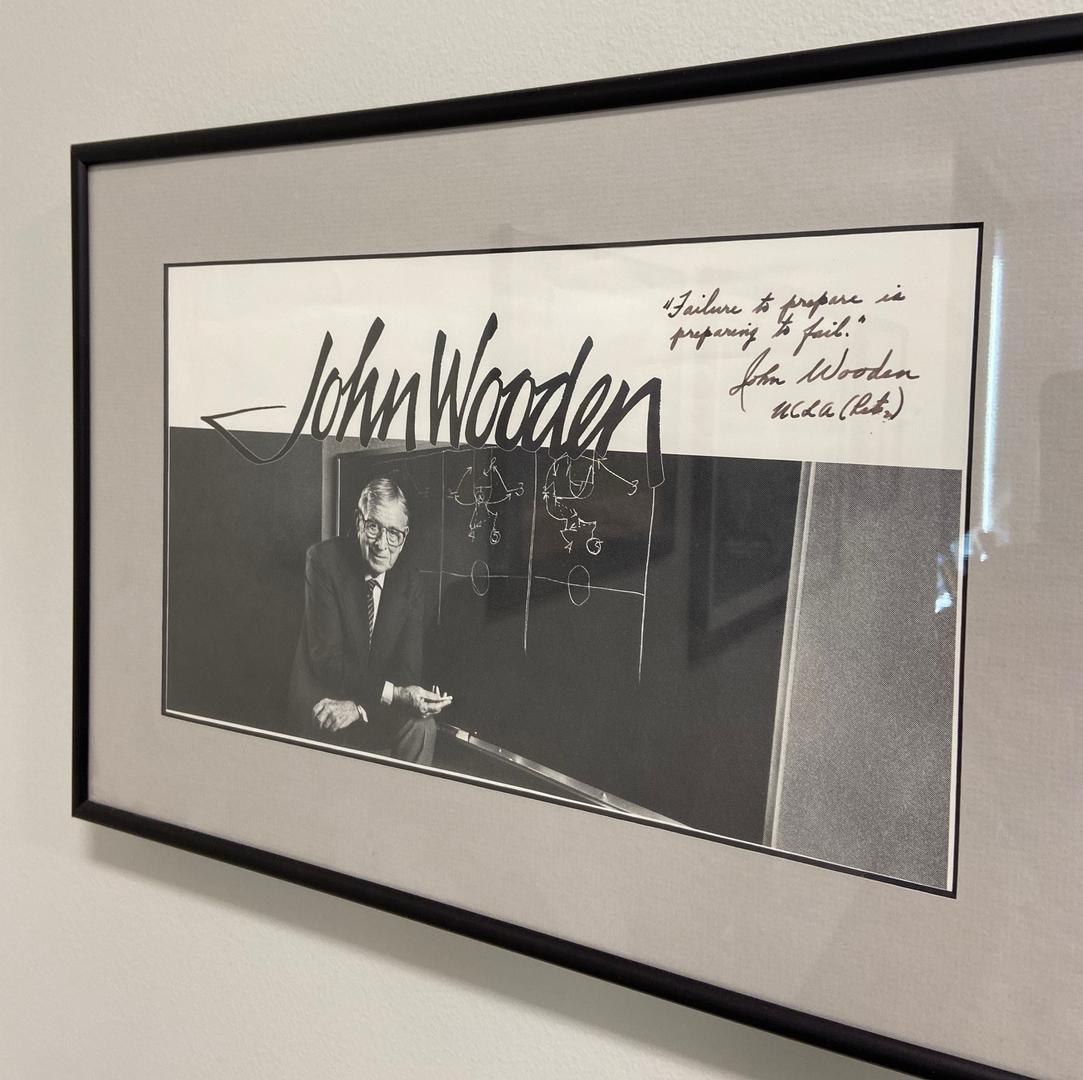 John Wooden
"Failure to prepare is
preparing to fail."
John Wooden
UCLA (Ret.)